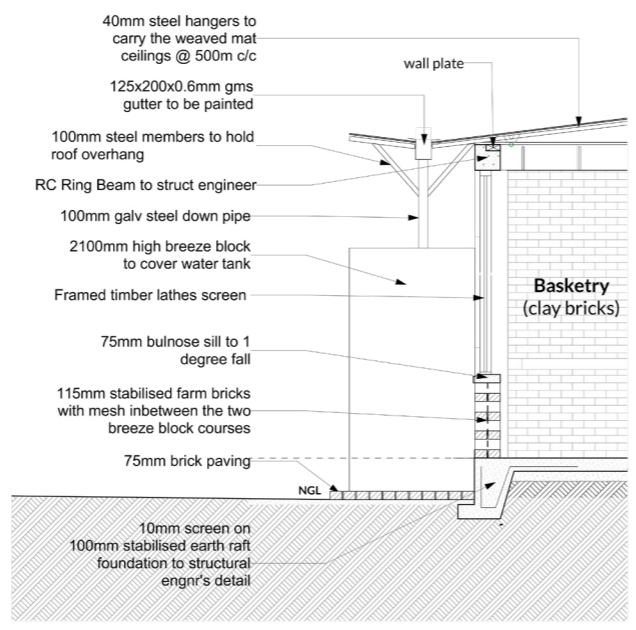 40mm steel hangers to
carry the weaved mat
ceilings @ 500m c/c
wall plate
125x200x0.6mm gms
gutter to be painted
100mm steel members to hold
roof overhang
RC Ring Beam to struct engineer
100mm galv steel down pipe
2100mm high breeze block
to cover water tank
Framed timber lathes screen
Basketry
(clay bricks)
75mm bulnose sill to 1
degree fall
115mm stabilised farm bricks
with mesh inbetween the two
breeze block courses
75mm brick paving
NGL
10mm screen on
100mm stabilised earth raft
foundation to structural
engnr's detail